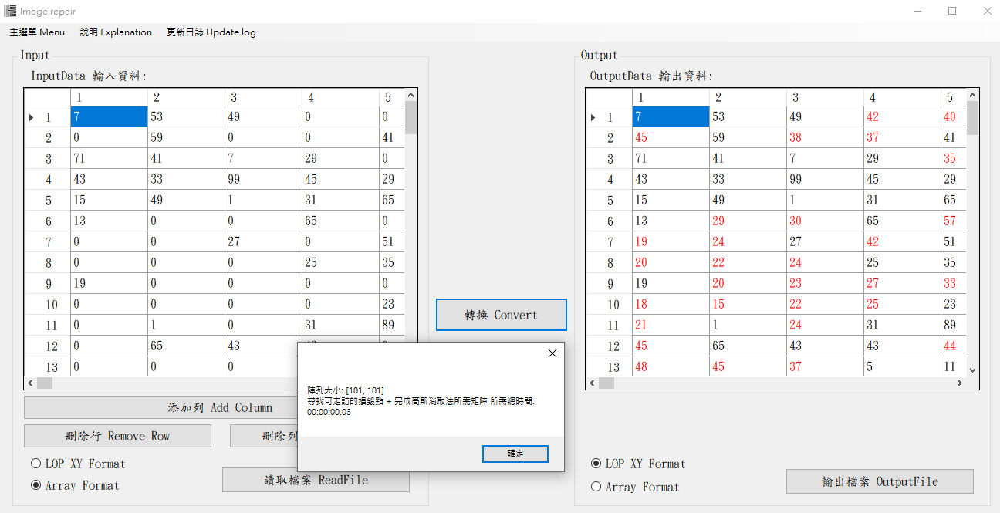 Image repair
主選單 Menu 說明 Explanation 更新日誌 Update log
Input
InputData 輸入資料:
1 2 3 4 5
1 7 53 49 0 0
2 0 59 0 0 41
3 71 41 7 29 0
4 43 33 99 45 29
5 15 49 1 31 65
6 13 0 0 65 0
7 0 0 27 0 51
8 0 0 0 25 35
9 19 0 0 0 0
10 0 0 0 0 23
11 0 1 0 31 89
12 0 65 43
13 0 0 0
添加列 Add Column
刪除行 Remove Row
刪除列
LOP XY Format
Array Format
讀取檔案 ReadFile
轉換 Convert
陣列大小: [101, 101]
尋找可走訪的損毀點 + 完成高斯消取法所需矩陣 所需總時間:
00:00:00.03
確定
Output
OutputData 輸出資料:
1 2 3 4 5
1 7 53 49 42 40
2 45 59 38 37 41
3 71 41 7 29 35
4 43 33 99 45 29
5 15 49 1 31 65
6 13 29 30 65 57
7 19 24 27 42 51
8 20 22 24 25 35
9 19 20 23 27 33
10 18 15 22 25 23
11 21 1 24 31 89
12 45 65 43 43 44
13 48 45 37 5 11
LOP XY Format
Array Format
輸出檔案 OutputFile